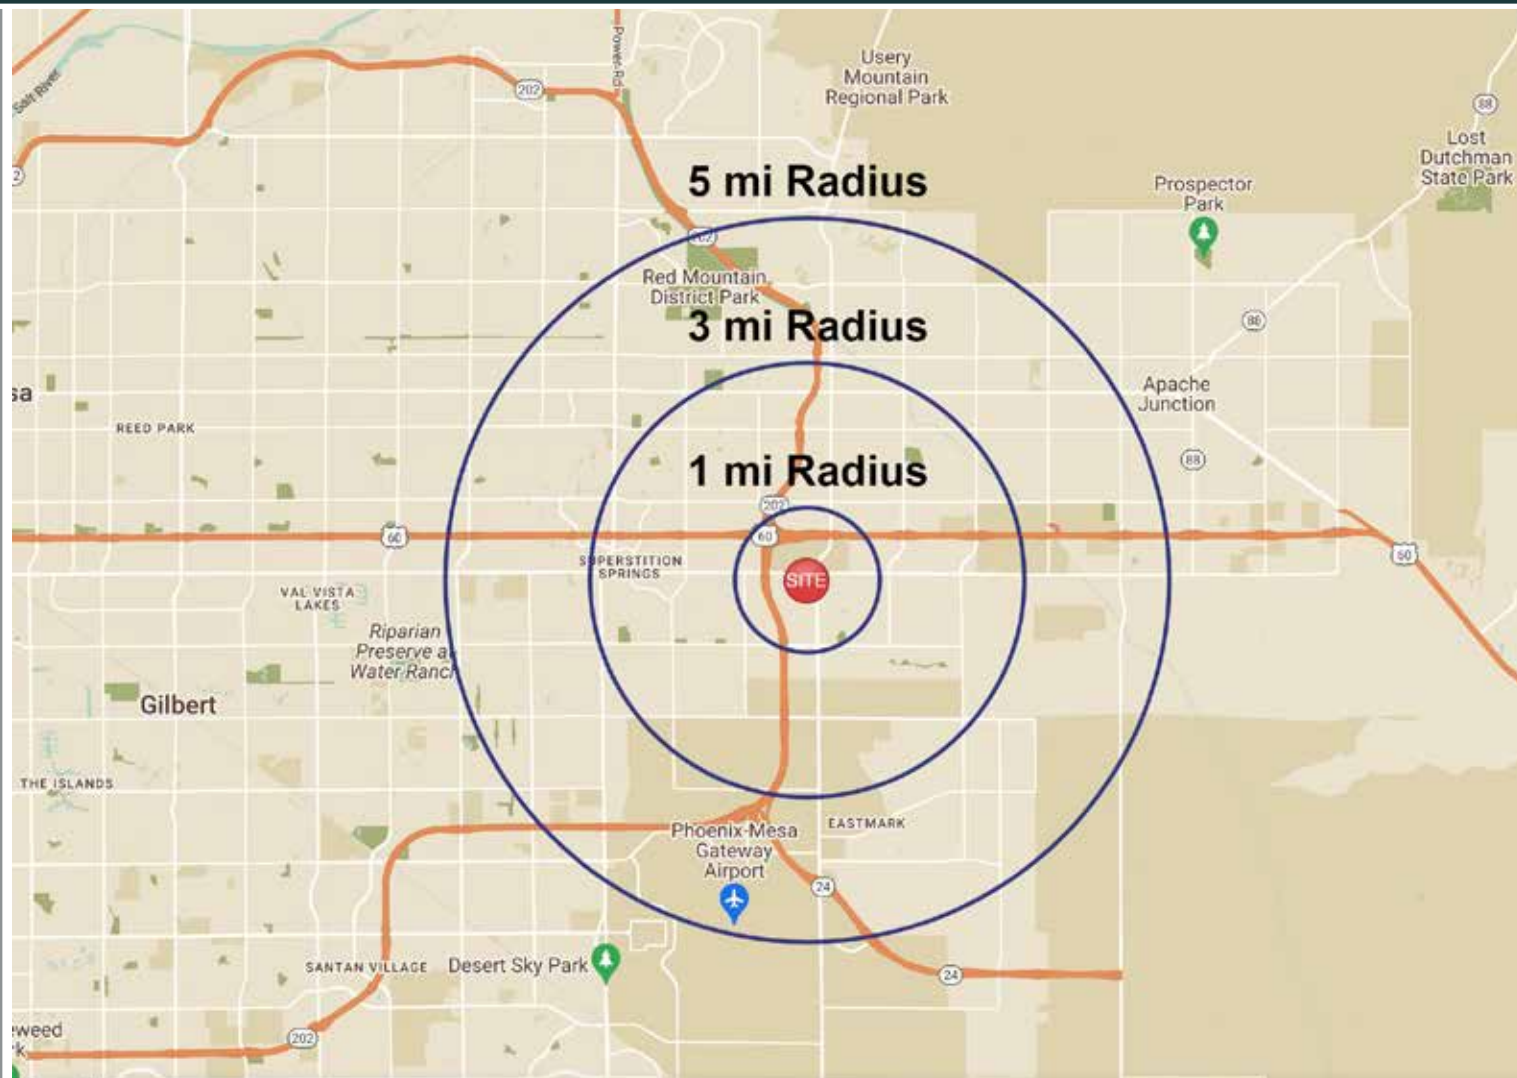 Power Rd
Usery
Mountain
Regional Park
Salt River
202
88
Lost
Dutchman
State Park
2
5 mi Radius
Prospector
Park
202
Red Mountain
District Park
3 mi Radius
88
sa
Apache
Junction
REED PARK
88
1 mi Radius
202
60
60
60
SUPERSTITION
SPRINGS
SITE
VAL VISTA
LAKES
Riparian
Preserve a
Water Ranch
Gilbert
THE ISLANDS
EASTMARK
Phoenix-Mesa
Gateway
Airport
24
SANTAN VILLAGE
Desert Sky Park
24
eweed
k
202